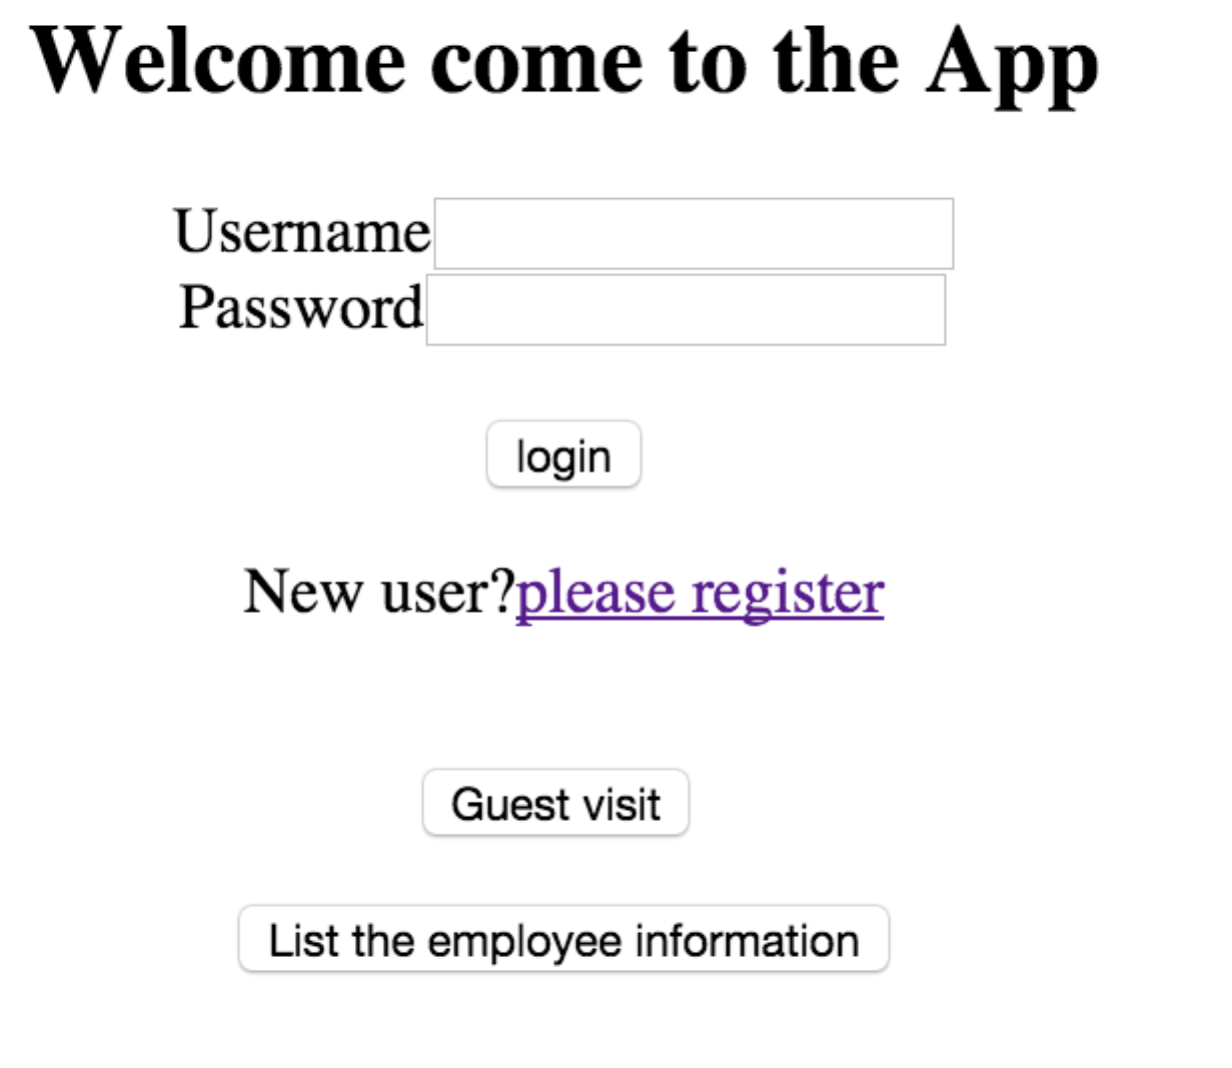 Welcome come to the App
Username
Password
login
New user?please register
Guest visit
List the employee information